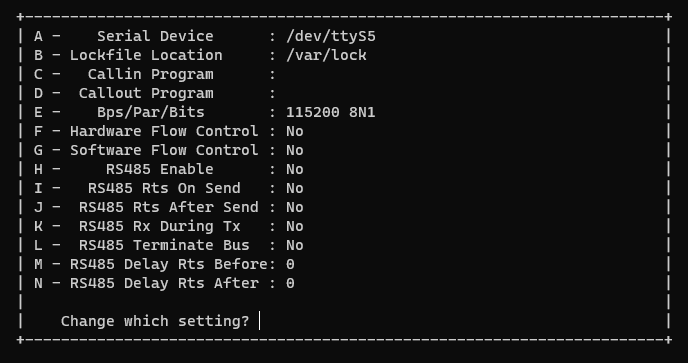 +-----------------------------------------------------------------------+
| A -    Serial Device      : /dev/ttyS5                                |
| B - Lockfile Location     : /var/lock                                 |
| C -   Callin Program      :                                           |
| D -  Callout Program      :                                           |
| E -    Bps/Par/Bits       : 115200 8N1                                |
| F - Hardware Flow Control : No                                        |
| G - Software Flow Control : No                                        |
| H -     RS485 Enable      : No                                        |
| I -   RS485 Rts On Send   : No                                        |
| J -  RS485 Rts After Send : No                                        |
| K -  RS485 Rx During Tx   : No                                        |
| L -  RS485 Terminate Bus  : No                                        |
| M - RS485 Delay Rts Before: 0                                         |
| N - RS485 Delay Rts After : 0                                         |
|                                                                       |
|    Change which setting?                                              |
+-----------------------------------------------------------------------+